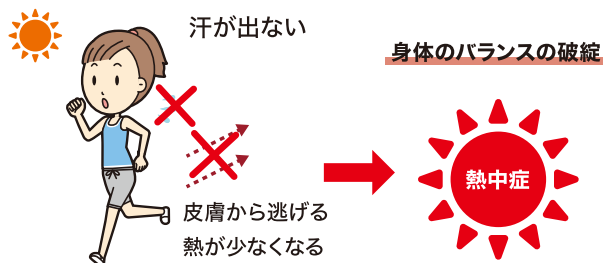 汗が出ない
身体のバランスの破綻
熱中症
皮膚から逃げる
熱が少なくなる